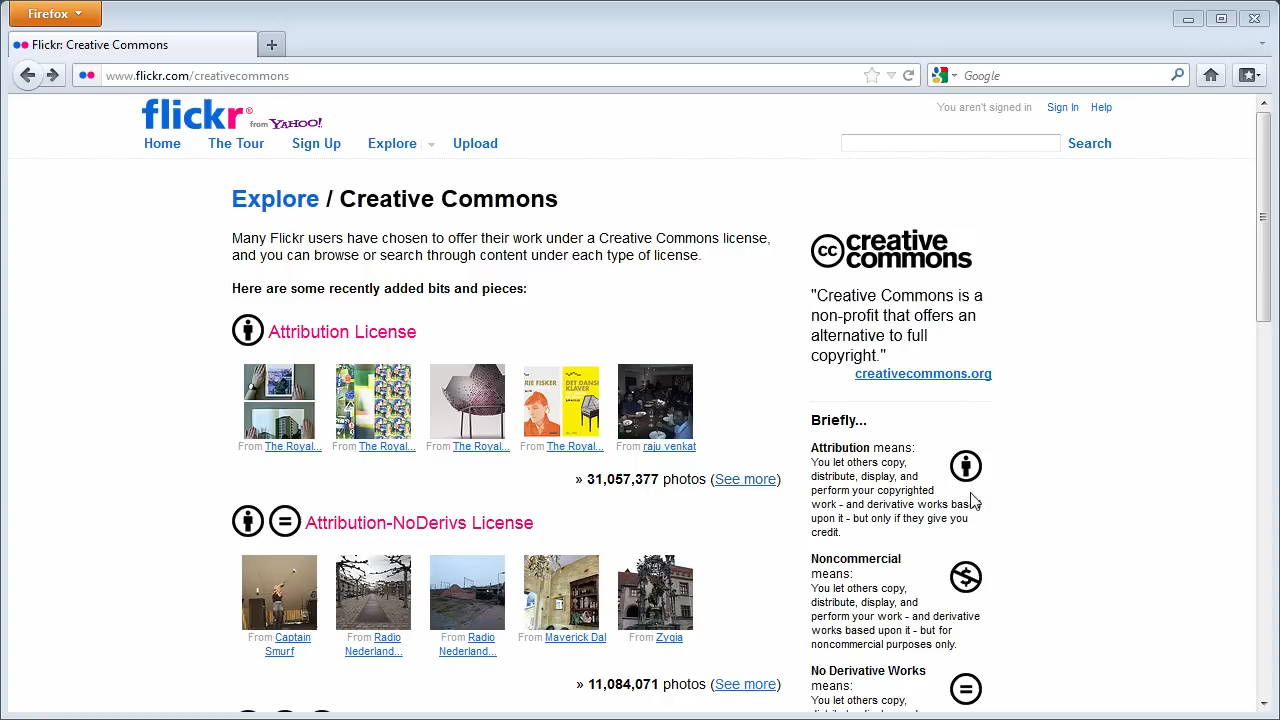 Firefox
Flickr: Creative Commons
www.flickr.com/creativecommons
Google
flickr from YAHOO!
You aren't signed in Sign In Help
Home The Tour Sign Up Explore Upload
Search
Explore / Creative Commons
Many Flickr users have chosen to offer their work under a Creative Commons license,
and you can browse or search through content under each type of license.
Here are some recently added bits and pieces:
Attribution License
RIE FISKER DET DANSK
KLAVER
From The Royal... From The Royal... From The Royal... From The Royal... From raju venkat
» 31,057,377 photos (See more)
Attribution-NoDerivs License
From Captain
Smurf
From Radio
Nederland...
From Radio
Nederland...
From Maverick Dal
From Zygia
» 11,084,071 photos (See more)
cc creative
commons
"Creative Commons is a
non-profit that offers an
alternative to full
copyright."
creativecommons.org
Briefly...
Attribution means:
You let others copy,
distribute, display, and
perform your copyrighted
work - and derivative works based
upon it - but only if they give you
credit.
Noncommercial
means:
You let others copy,
distribute, display, and
perform your work - and derivative
works based upon it - but for
noncommercial purposes only.
No Derivative Works
means:
You let others copy,